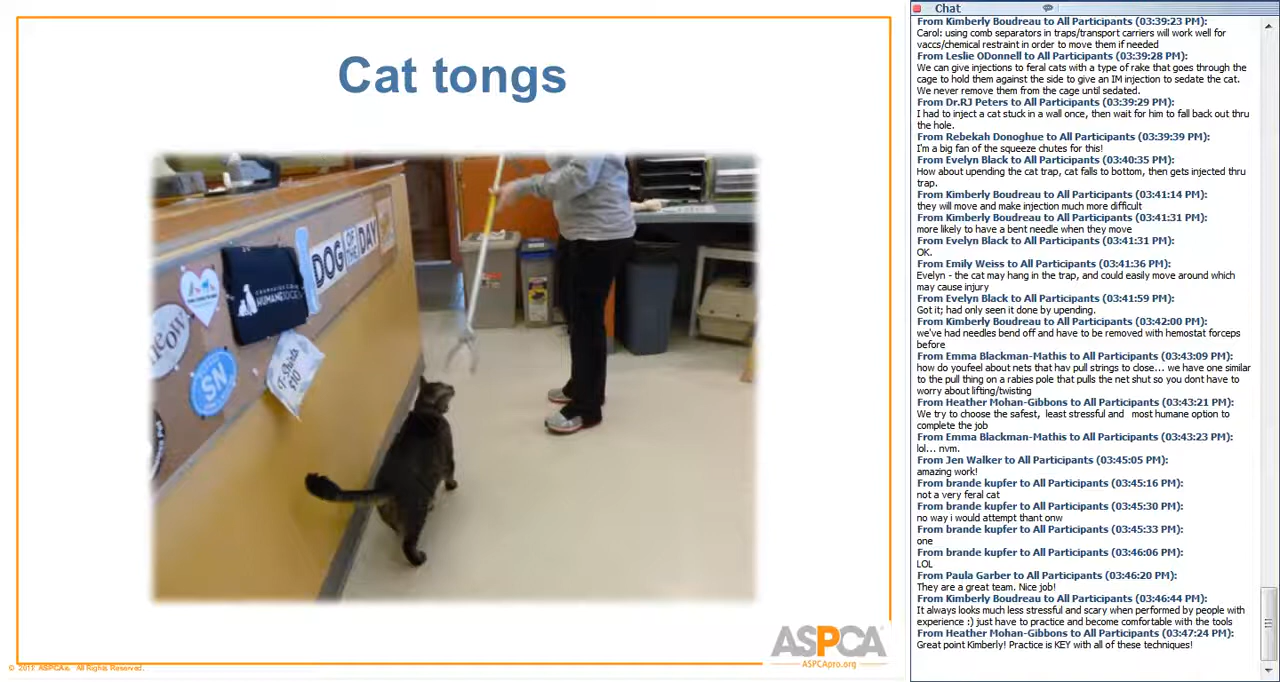 Cat tongs
DOG
OF
THE
DAY
HUMANE
meow
SN
T-Shirts
$10
© 2011 ASPCA®. All Rights Reserved.
ASPCA®
ASPCApro.org
Chat
From Kimberly Boudreau to All Participants (03:39:23 PM):
Carol: using comb separators in traps/transport carriers will work well for
vaccs/chemical restraint in order to move them if needed
From Leslie ODonnell to All Participants (03:39:28 PM):
We can give injections to feral cats with a type of rake that goes through the
cage to hold them against the side to give an IM injection to sedate the cat.
We never remove them from the cage until sedated.
From Dr.RJ Peters to All Participants (03:39:29 PM):
I had to inject a cat stuck in a wall once, then wait for him to fall back out thru
the hole.
From Rebekah Donoghue to All Participants (03:39:39 PM):
I'm a big fan of the squeeze chutes for this!
From Evelyn Black to All Participants (03:40:35 PM):
How about upending the cat trap, cat falls to bottom, then gets injected thru
trap.
From Kimberly Boudreau to All Participants (03:41:14 PM):
they will move and make injection much more difficult
From Kimberly Boudreau to All Participants (03:41:31 PM):
more likely to have a bent needle when they move
From Evelyn Black to All Participants (03:41:31 PM):
OK.
From Emily Weiss to All Participants (03:41:36 PM):
Evelyn - the cat may hang in the trap, and could easily move around which
may cause injury
From Evelyn Black to All Participants (03:41:59 PM):
Got it; had only seen it done by upending.
From Kimberly Boudreau to All Participants (03:42:00 PM):
we've had needles bend off and have to be removed with hemostat forceps
before
From Emma Blackman-Mathis to All Participants (03:43:09 PM):
how do youfeel about nets that hav pull strings to close... we have one similar
to the pull thing on a rabies pole that pulls the net shut so you dont have to
worry about lifting/twisting
From Heather Mohan-Gibbons to All Participants (03:43:21 PM):
We try to choose the safest, least stressful and most humane option to
complete the job
From Emma Blackman-Mathis to All Participants (03:43:23 PM):
lol... nvm.
From Jen Walker to All Participants (03:45:05 PM):
amazing work!
From brande kupfer to All Participants (03:45:16 PM):
not a very feral cat
From brande kupfer to All Participants (03:45:30 PM):
no way i would attempt thant onw
From brande kupfer to All Participants (03:45:33 PM):
one
From brande kupfer to All Participants (03:46:06 PM):
LOL
From Paula Garber to All Participants (03:46:20 PM):
They are a great team. Nice job!
From Kimberly Boudreau to All Participants (03:46:44 PM):
It always looks much less stressful and scary when performed by people with
experience :) just have to practice and become comfortable with the tools
From Heather Mohan-Gibbons to All Participants (03:47:24 PM):
Great point Kimberly! Practice is KEY with all of these techniques!